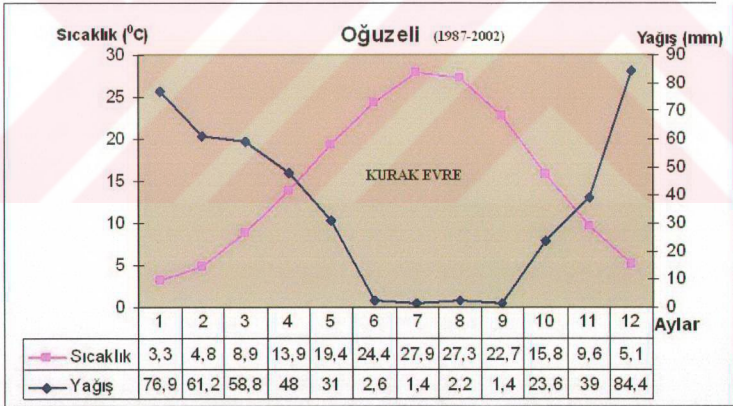 Sıcaklık (⁰C) Oğuzeli (1987-2002) Yağış (mm)
30 90
25 80
20 70
15 60
10 50
5 40
0 30
20
10
0
KURAK EVRE
1 2 3 4 5 6 7 8 9 10 11 12 Aylar
Sıcaklık 3,3 4,8 8,9 13,9 19,4 24,4 27,9 27,3 22,7 15,8 9,6 5,1
Yağış 76,9 61,2 58,8 48 31 2,6 1,4 2,2 1,4 23,6 39 84,4